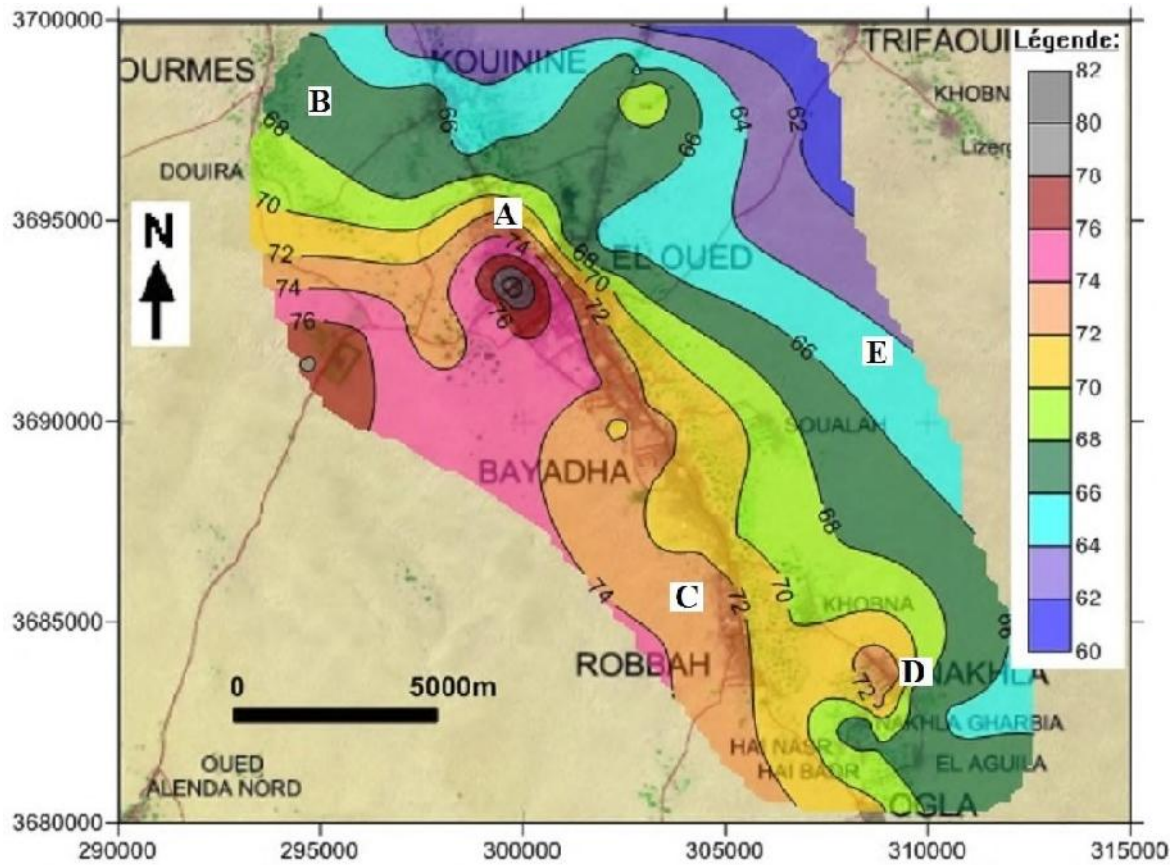 3700000
3695000
3690000
3685000
3680000
290000
295000
300000
305000
310000
315000
OURMES
KOUININE
TRIFAOUI
KHOBN
Lizerg
DOUIRA
EL OUED
SOUALAH
BAYADHA
KHOBNA
ROBBAH
NAKHLA
NAKHLA GHARBIA
HAI NASR
HAI BADR
EL AGUILA
OGLA
OUED
ALENDA NORD
N
0 5000m
A
B
C
D
E
68
70
72
74
76
66
66
64
62
74
76
68
70
72
66
68
70
72
74
72
66
Légende:
82
80
78
76
74
72
70
68
66
64
62
60